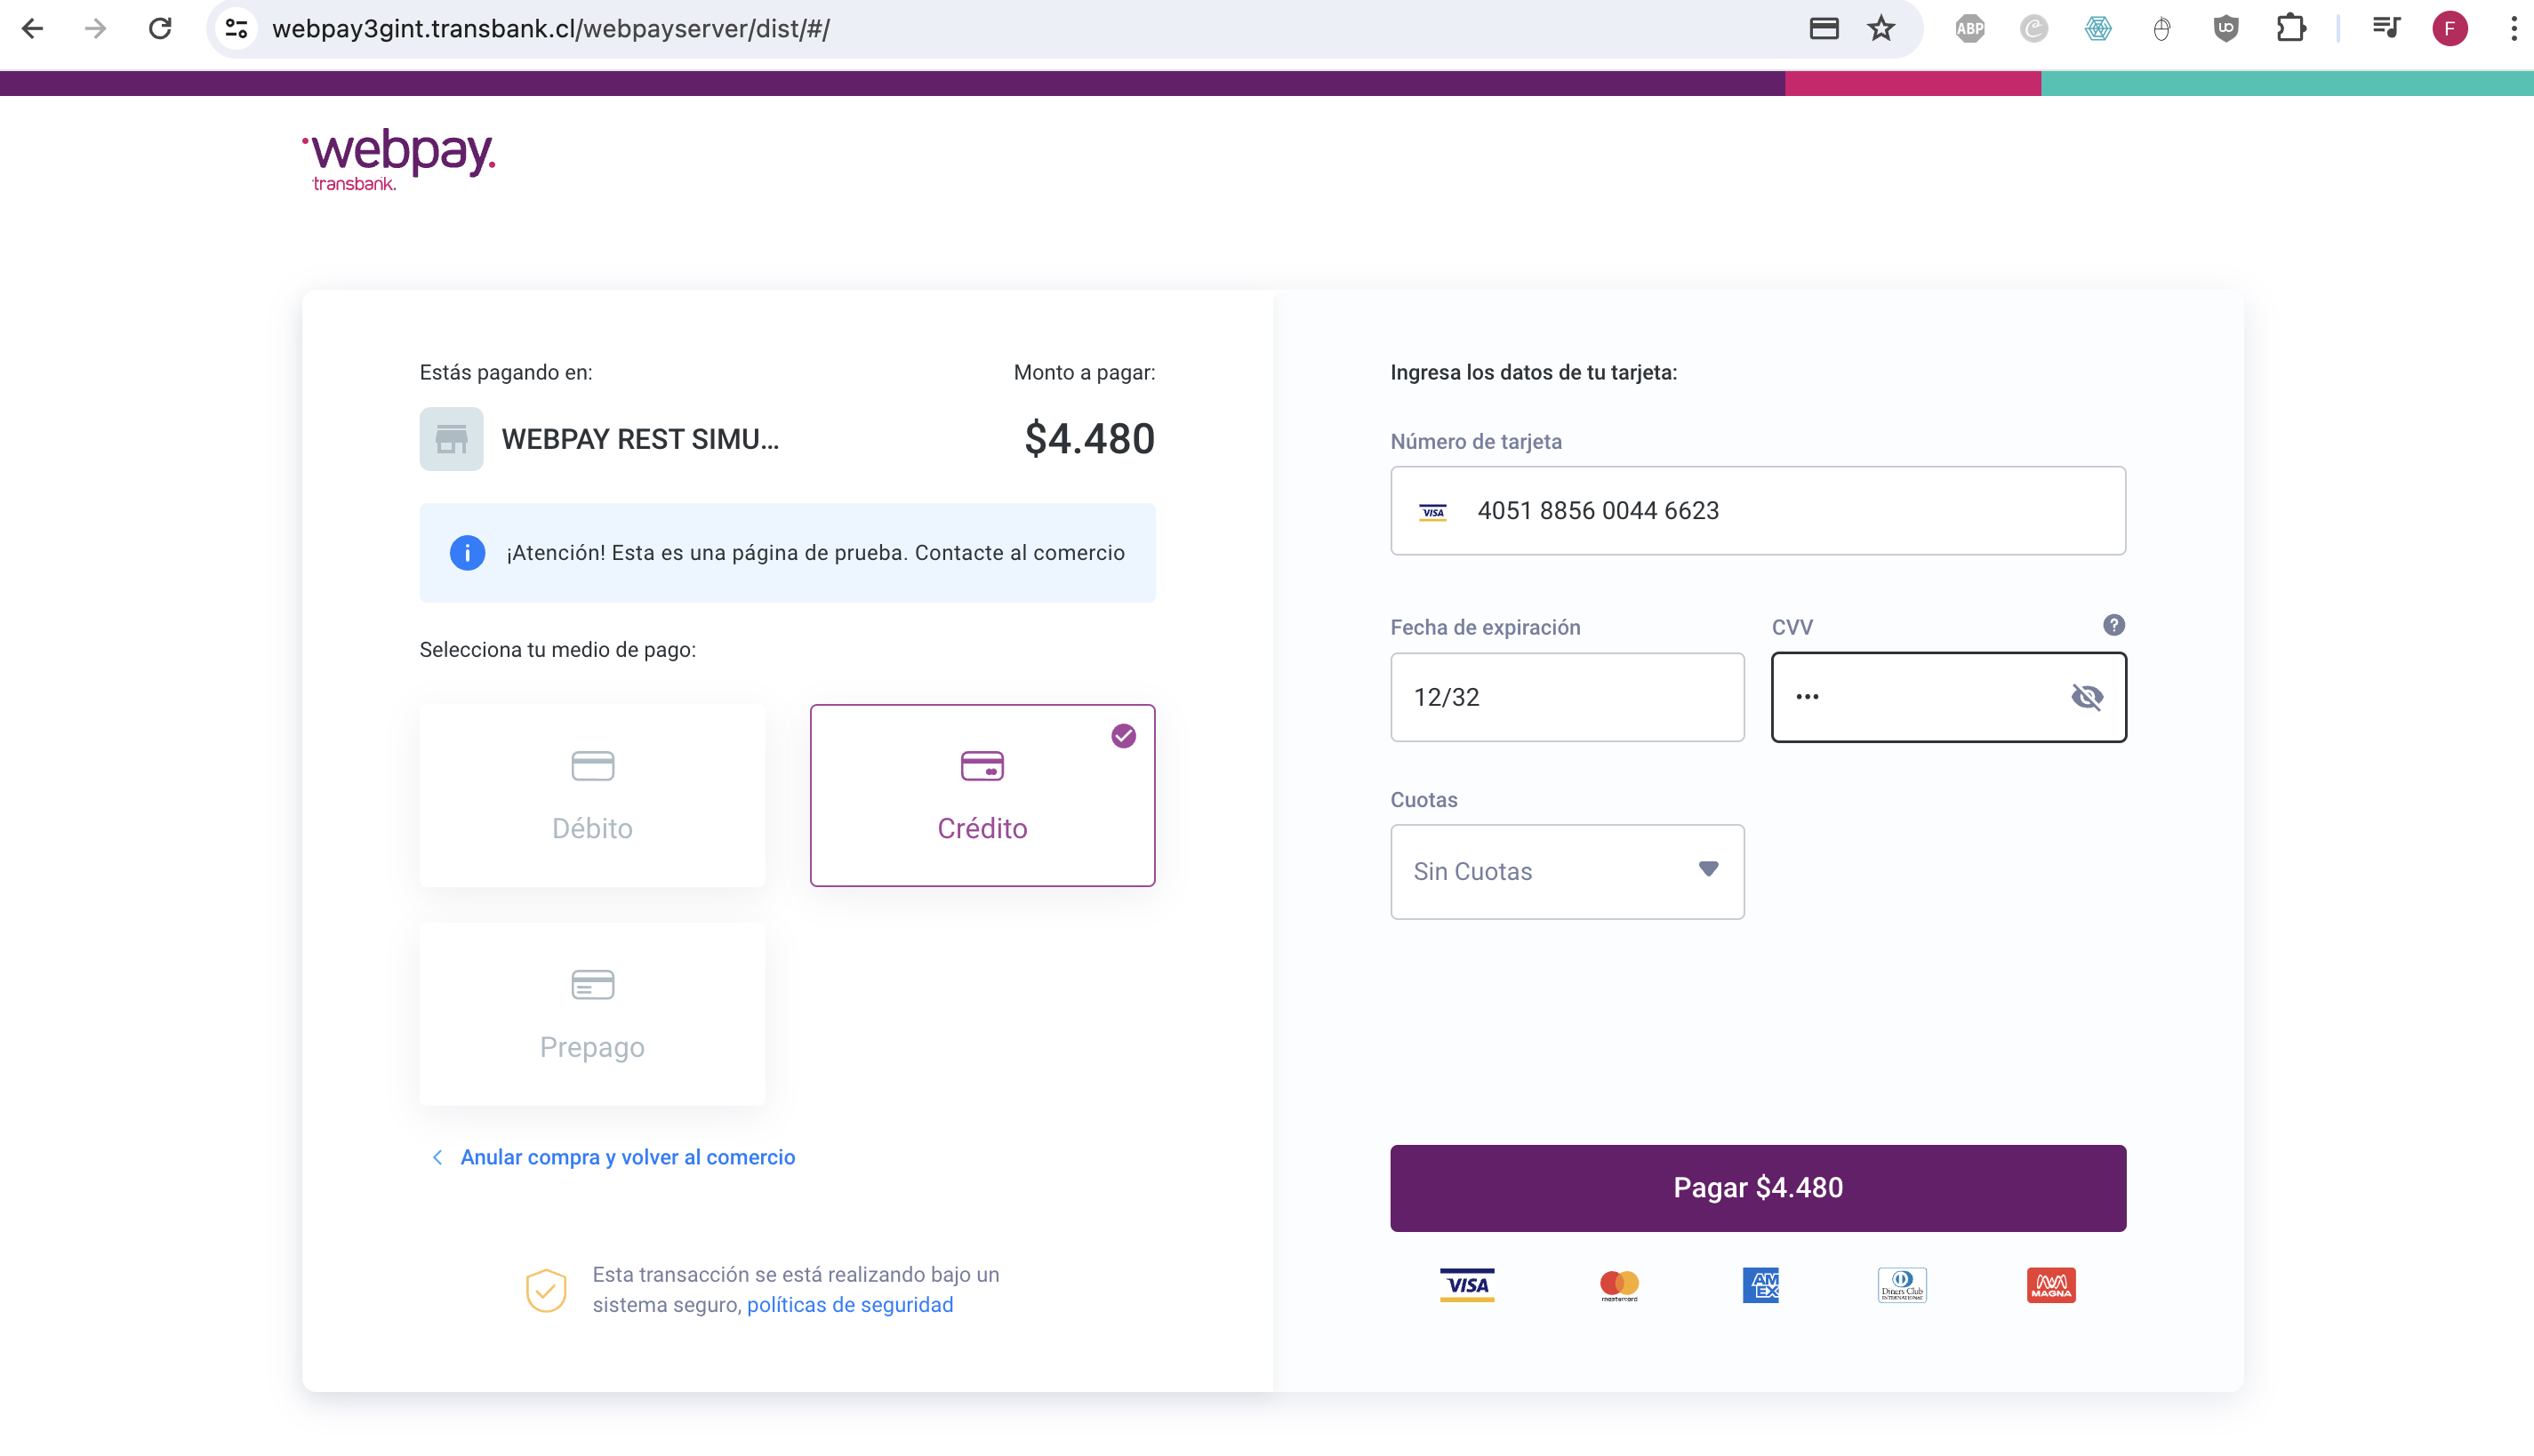 webpay3gint.transbank.cl/webpayserver/dist/#/
ABP
F
webpay.
transbank.
Estás pagando en:
Monto a pagar:
WEBPAY REST SIMU...
$4.480
¡Atención! Esta es una página de prueba. Contacte al comercio
Selecciona tu medio de pago:
Débito
Crédito
Prepago
Anular compra y volver al comercio
Esta transacción se está realizando bajo un
sistema seguro, políticas de seguridad
Ingresa los datos de tu tarjeta:
Número de tarjeta
VISA 4051 8856 0044 6623
Fecha de expiración
CVV
?
12/32
•••
Cuotas
Sin Cuotas
Pagar $4.480
VISA
mastercard
AM
EX
Diners Club
INTERNATIONAL
MAGNA